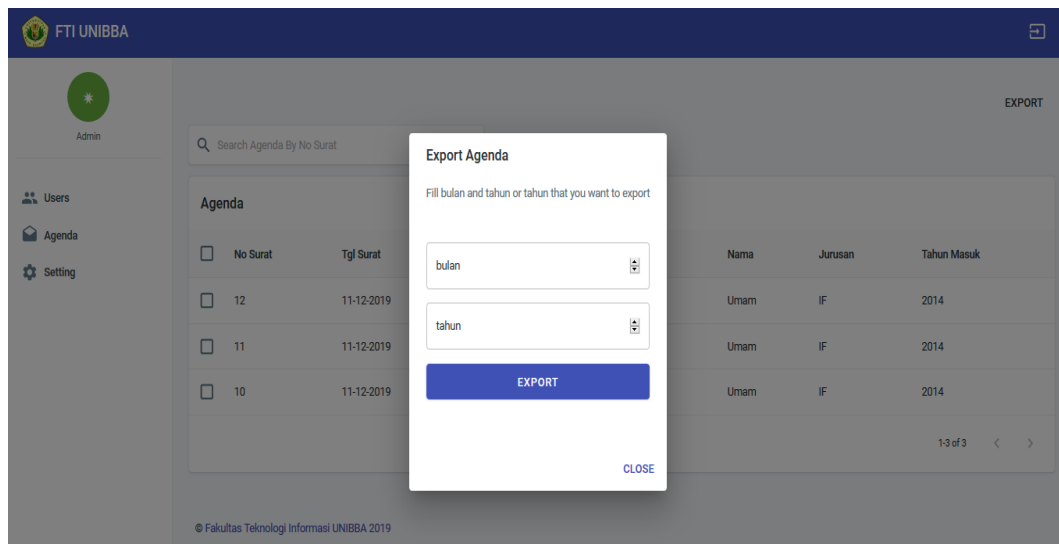 FTI UNIBBA
Admin
Users
Agenda
Setting
EXPORT
Search Agenda By No Surat
Agenda
No Surat Tgl Surat Nama Jurusan Tahun Masuk
12 11-12-2019 Umam IF 2014
11 11-12-2019 Umam IF 2014
10 11-12-2019 Umam IF 2014
1-3 of 3
Export Agenda
Fill bulan and tahun or tahun that you want to export
bulan
tahun
EXPORT
CLOSE
© Fakultas Teknologi Informasi UNIBBA 2019